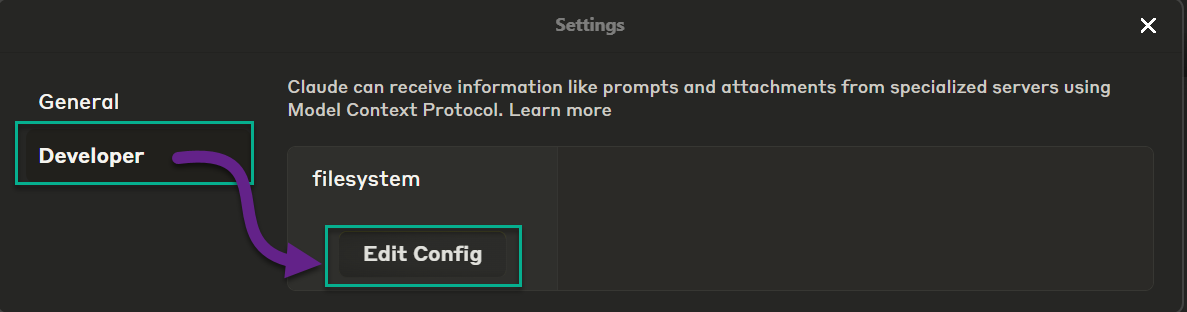 Settings
General
Developer
Claude can receive information like prompts and attachments from specialized servers using
Model Context Protocol. Learn more
filesystem
Edit Config